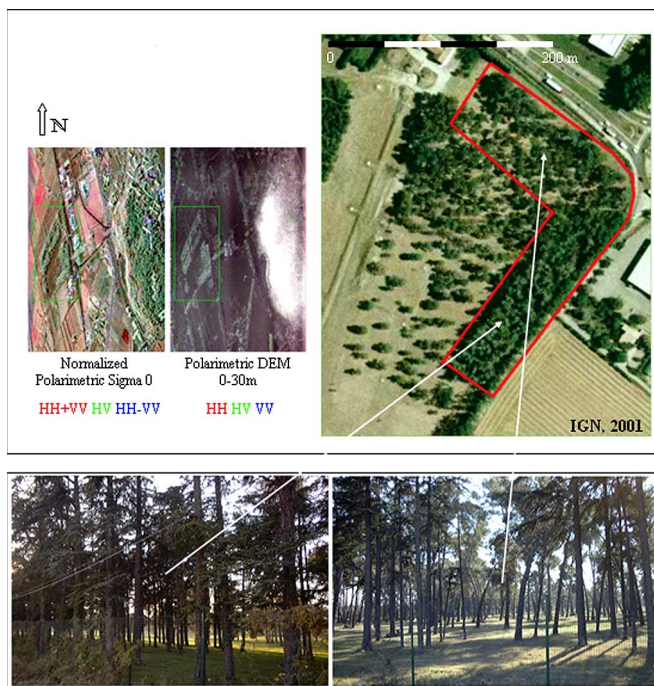 0 200 m
N
Normalized
Polarimetric Sigma 0
Polarimetric DEM
0-30m
HH+VV HV HH-VV
HH HV VV
IGN, 2001